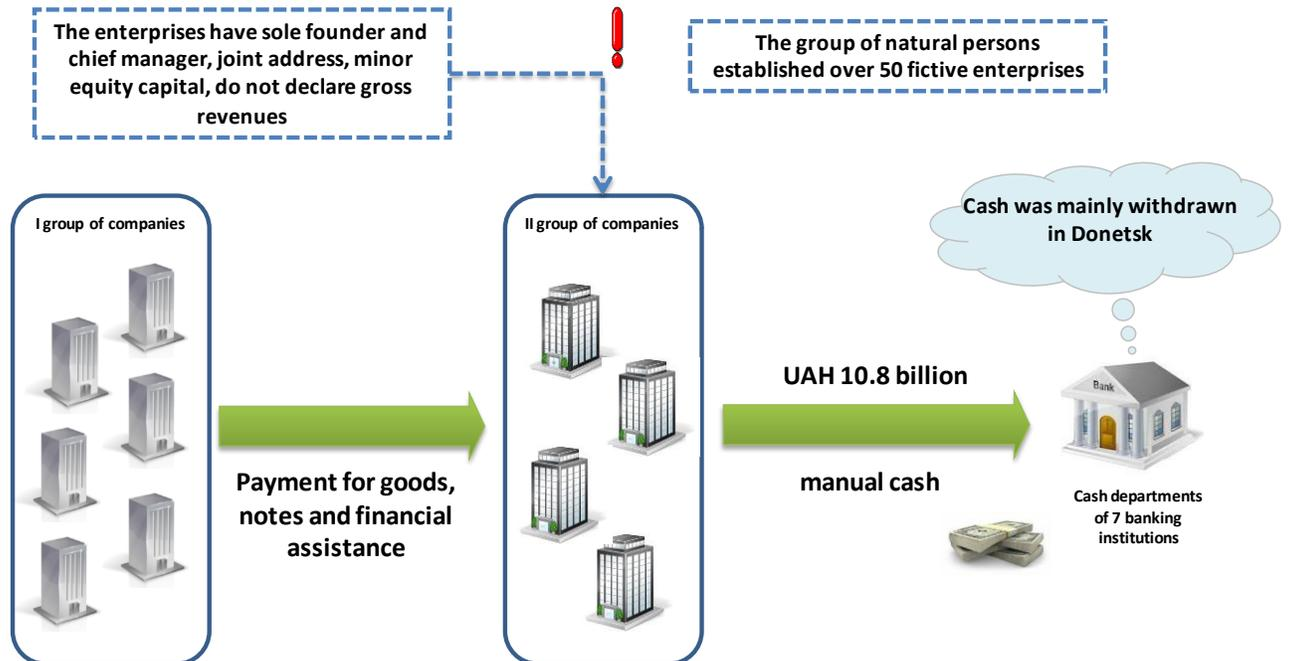 The enterprises have sole founder and
chief manager, joint address, minor
equity capital, do not declare gross
revenues
The group of natural persons
established over 50 fictive enterprises
I group of companies
II group of companies
Cash was mainly withdrawn
in Donetsk
Payment for goods,
notes and financial
assistance
UAH 10.8 billion
manual cash
Bank
Cash departments
of 7 banking
institutions